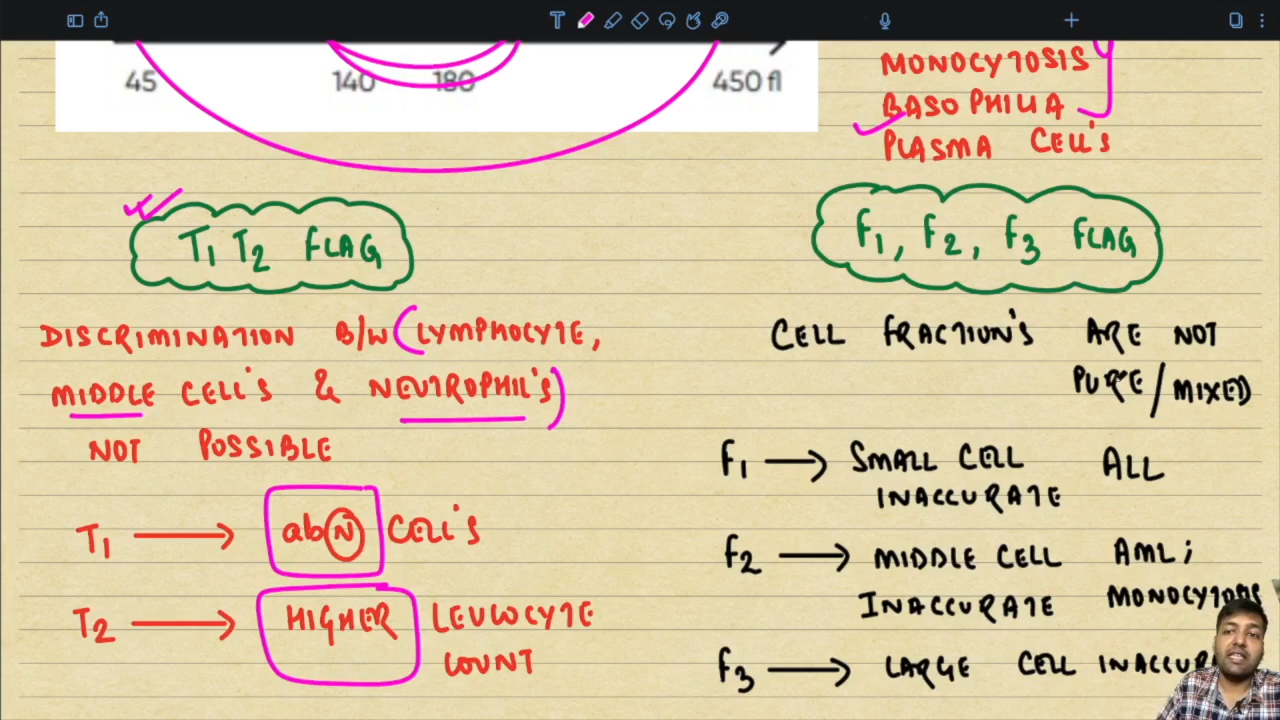 45 140 180 450 fl
MONOCYTOSIS
BASOPHILIA
PLASMA CELL'S
T1 T2 FLAG
DISCRIMINATION B/W (LYMPHOCYTE,
MIDDLE CELL'S & NEUTROPHIL'S)
NOT POSSIBLE
T1 → abN CELL'S
T2 → HIGHER LEUCOCYTE
COUNT
F1, F2, F3 FLAG
CELL FRACTION'S ARE NOT
PURE/MIXED
F1 → SMALL CELL ALL
INACCURATE
F2 → MIDDLE CELL AML;
INACCURATE MONOCYTOSIS
F3 → LARGE CELL